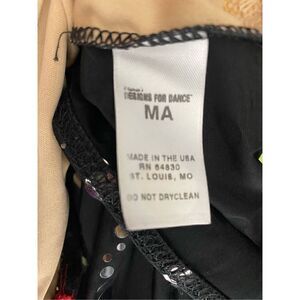 DESIGNS FOR DANCE
MA
MADE IN THE USA
RN 64830
ST. LOUIS, MO
DO NOT DRYCLEAN